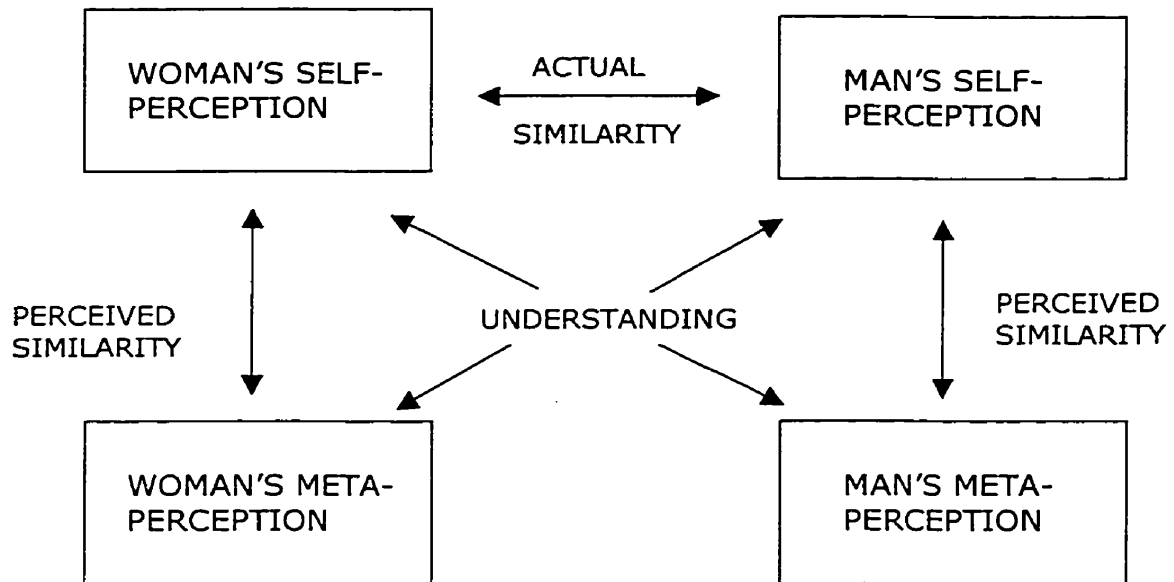 WOMAN'S SELF-
PERCEPTION
ACTUAL
SIMILARITY
MAN'S SELF-
PERCEPTION
PERCEIVED
SIMILARITY
UNDERSTANDING
PERCEIVED
SIMILARITY
WOMAN'S META-
PERCEPTION
MAN'S META-
PERCEPTION